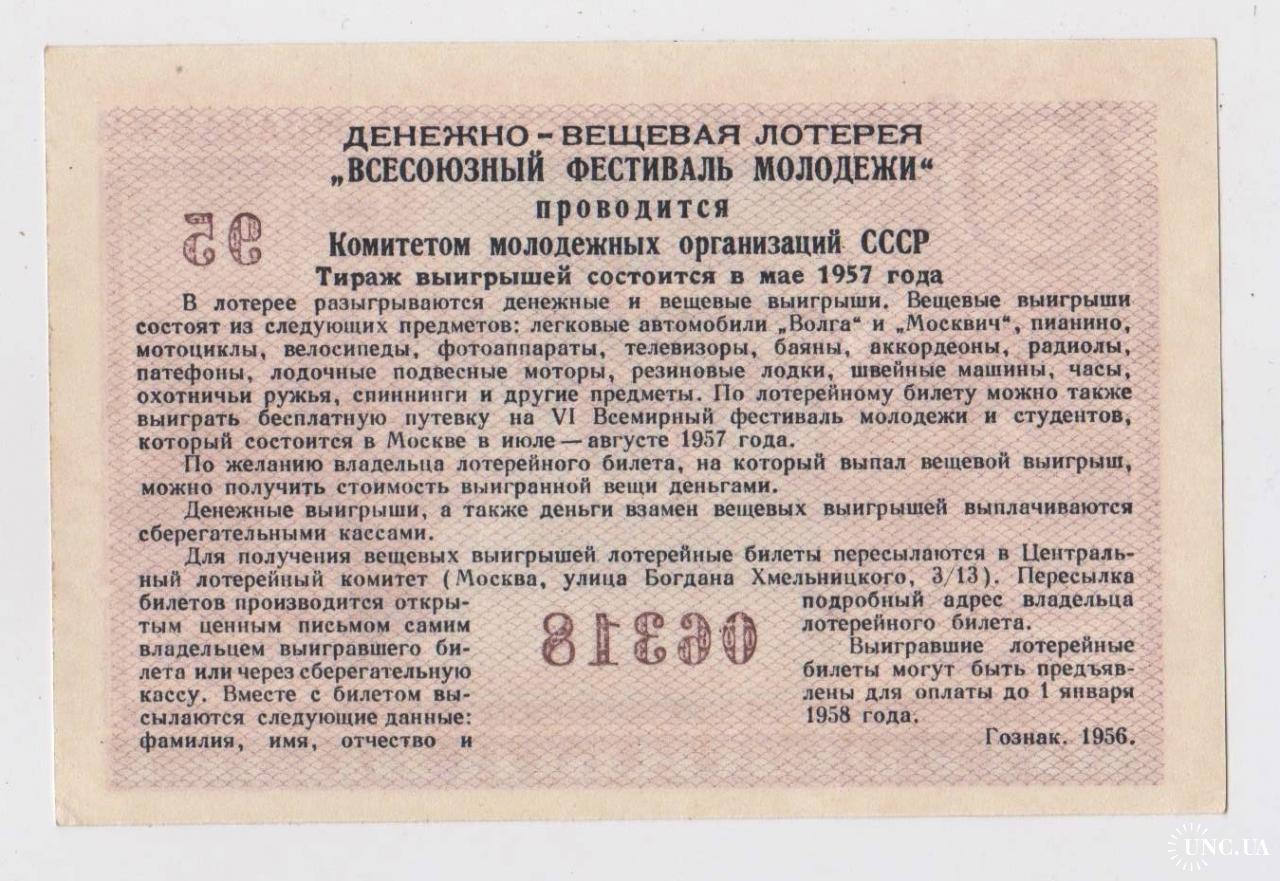 ДЕНЕЖНО - ВЕЩЕВАЯ ЛОТЕРЕЯ
„ВСЕСОЮЗНЫЙ ФЕСТИВАЛЬ МОЛОДЕЖИ“
проводится
95
Комитетом молодежных организаций СССР
Тираж выигрышей состоится в мае 1957 года
В лотерее разыгрываются денежные и вещевые выигрыши. Вещевые выигрыши
состоят из следующих предметов: легковые автомобили „Волга“ и „Москвич“, пианино,
мотоциклы, велосипеды, фотоаппараты, телевизоры, баяны, аккордеоны, радиолы,
патефоны, лодочные подвесные моторы, резиновые лодки, швейные машины, часы,
охотничьи ружья, спиннинги и другие предметы. По лотерейному билету можно также
выиграть бесплатную путевку на VI Всемирный фестиваль молодежи и студентов,
который состоится в Москве в июле — августе 1957 года.
По желанию владельца лотерейного билета, на который выпал вещевой выигрыш,
можно получить стоимость выигранной вещи деньгами.
Денежные выигрыши, а также деньги взамен вещевых выигрышей выплачиваются
сберегательными кассами.
Для получения вещевых выигрышей лотерейные билеты пересылаются в Централь-
ный лотерейный комитет (Москва, улица Богдана Хмельницкого, 3/13). Пересылка
билетов производится откры-
тым ценным письмом самим
владельцем выигравшего би-
лета или через сберегательную
кассу. Вместе с билетом вы-
сылаются следующие данные:
фамилия, имя, отчество и
06318
подробный адрес владельца
лотерейного билета.
Выигравшие лотерейные
билеты могут быть предъяв-
лены для оплаты до 1 января
1958 года.
Гознак. 1956.
UNC.UA